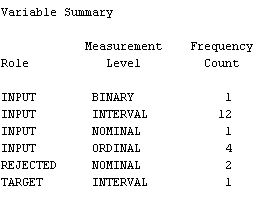 Variable Summary
Measurement Frequency
Role Level Count
INPUT BINARY 1
INPUT INTERVAL 12
INPUT NOMINAL 1
INPUT ORDINAL 4
REJECTED NOMINAL 2
TARGET INTERVAL 1